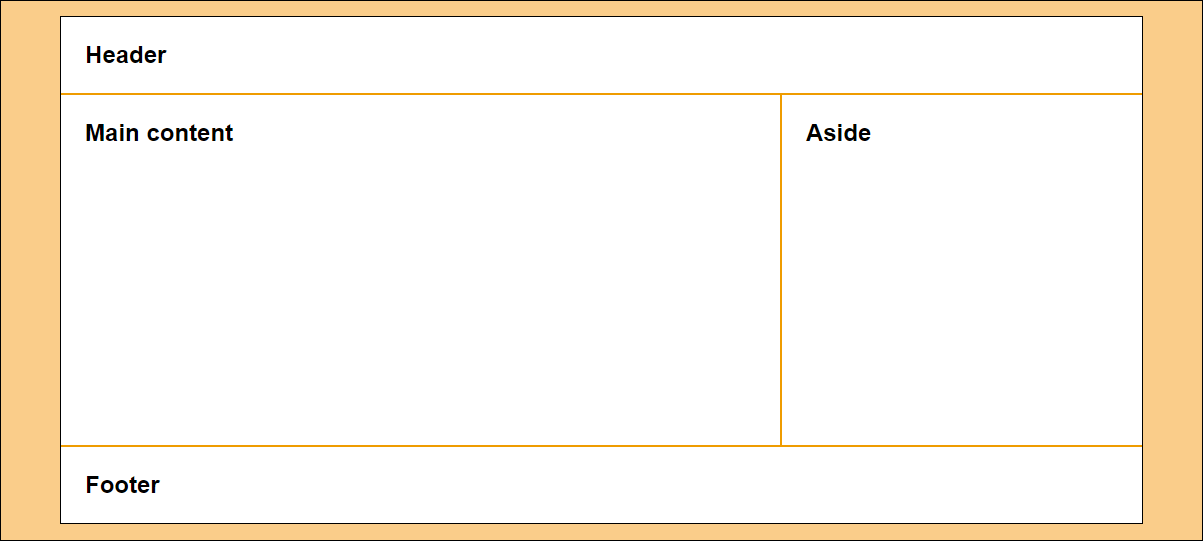 Header
Main content
Aside
Footer